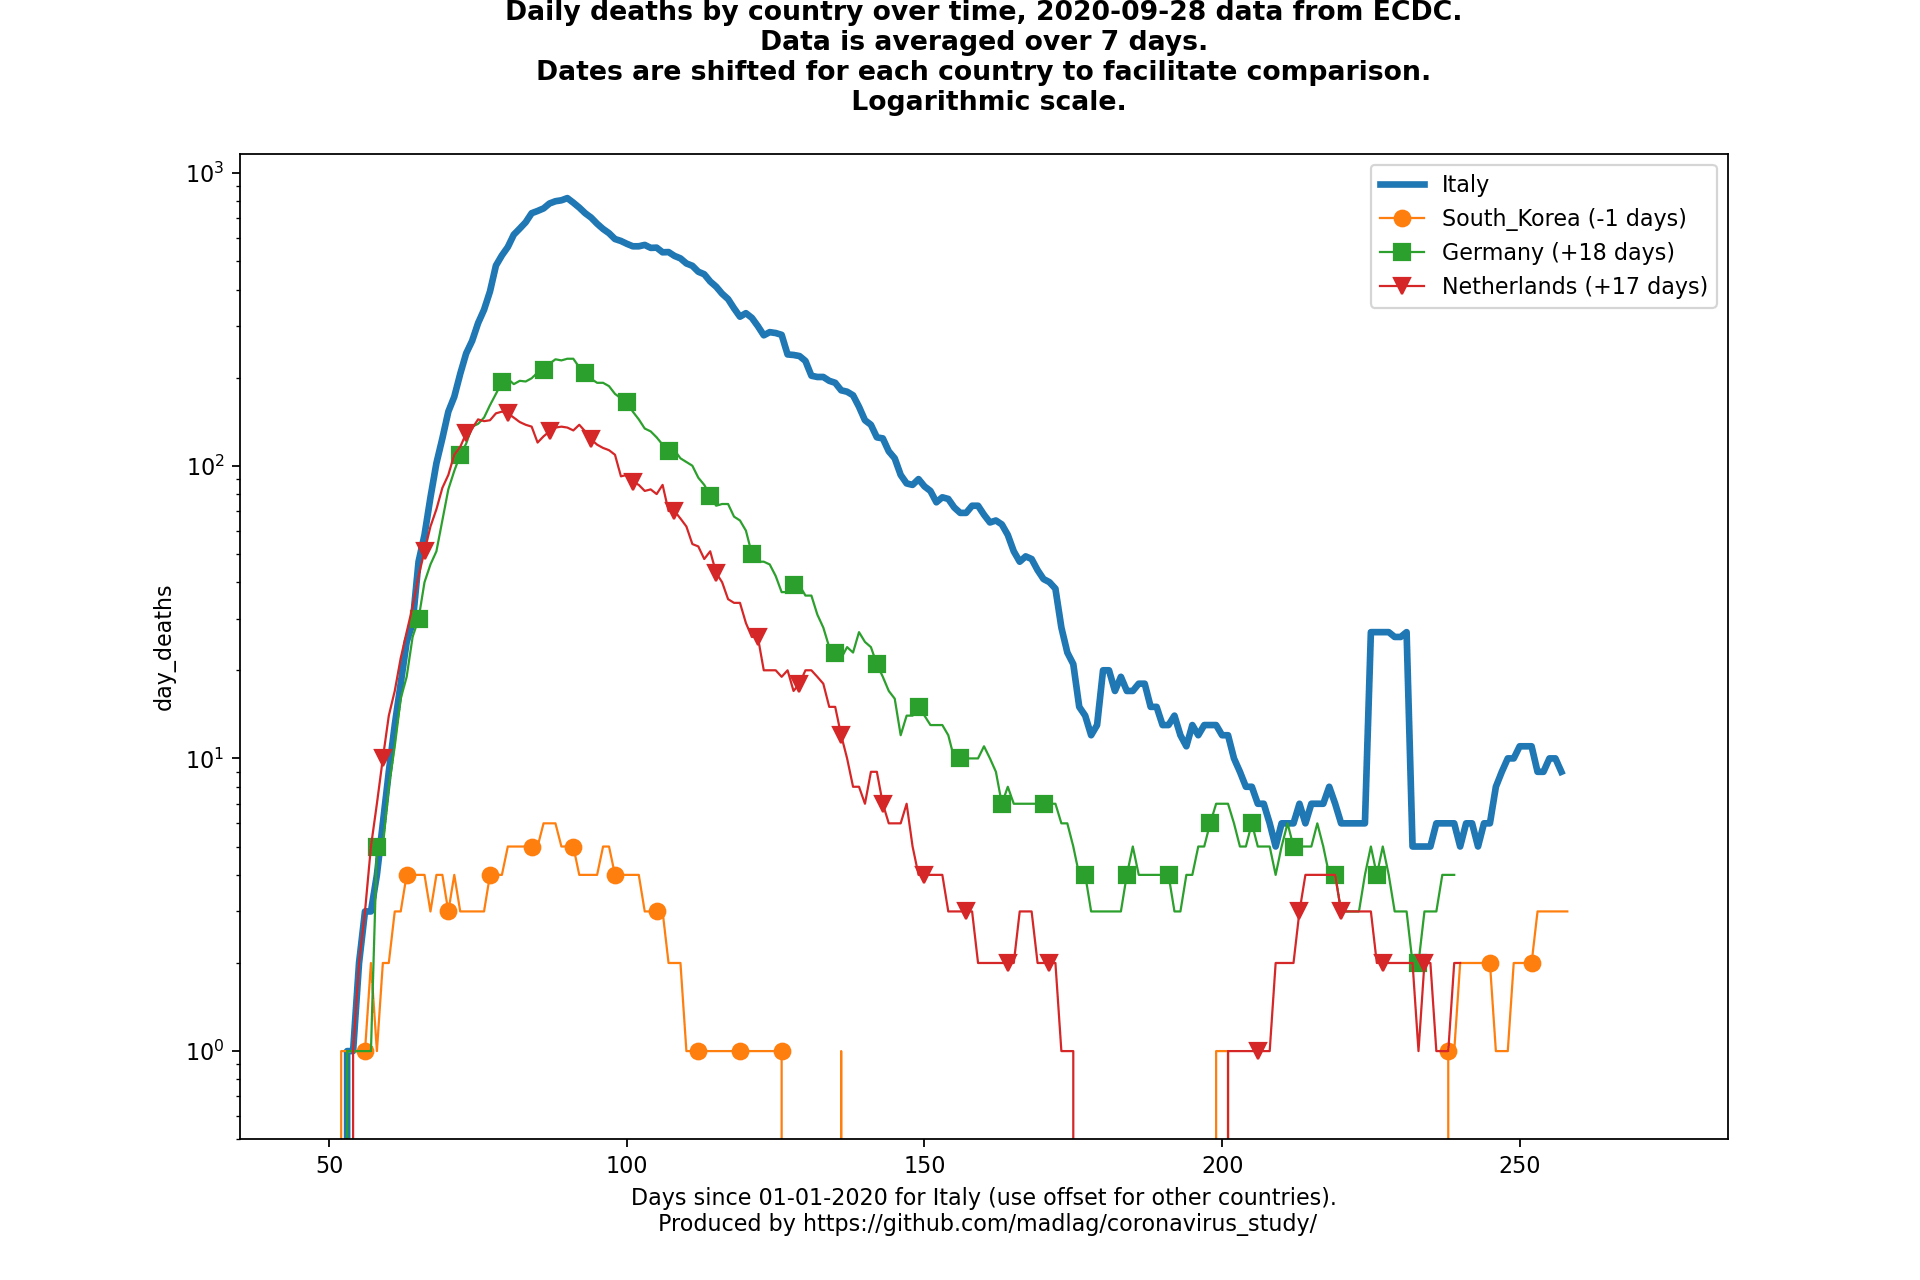 Daily deaths by country over time, 2020-09-28 data from ECDC.
Data is averaged over 7 days.
Dates are shifted for each country to facilitate comparison.
Logarithmic scale.
10³
10²
10¹
10⁰
day_deaths
Italy
South_Korea (-1 days)
Germany (+18 days)
Netherlands (+17 days)
50 100 150 200 250
Days since 01-01-2020 for Italy (use offset for other countries).
Produced by https://github.com/madlag/coronavirus_study/